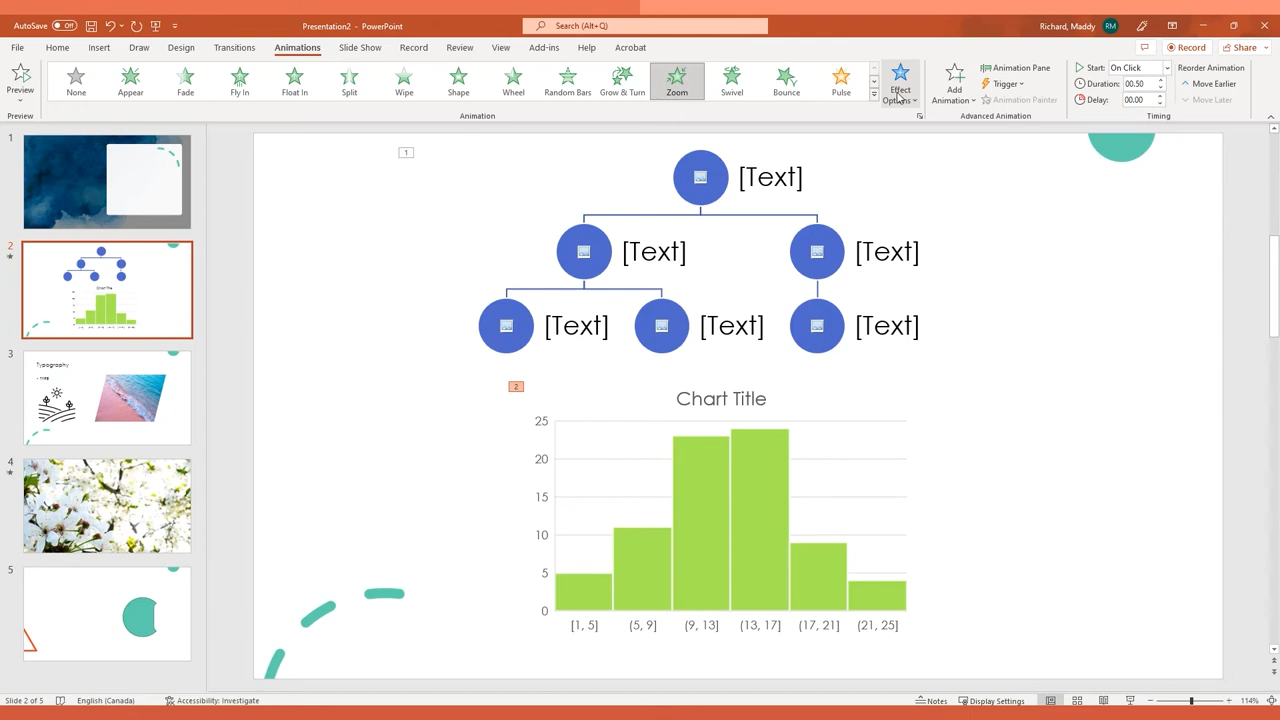 AutoSave Off Presentation2 - PowerPoint Search (Alt+Q) Richard, Maddy RM
File Home Insert Draw Design Transitions Animations Slide Show Record Review View Add-ins Help Acrobat Record Share
Preview None Appear Fade Fly In Float In Split Wipe Shape Wheel Random Bars Grow & Turn Zoom Swivel Bounce Pulse Effect Options Add Animation
Animation Pane Start: On Click Reorder Animation
Trigger Duration: 00.50 Move Earlier
Animation Painter Delay: 00.00 Move Later
Preview Animation Advanced Animation Timing
1
2
3
Typography
4
5
1
[Text]
[Text] [Text]
[Text] [Text] [Text]
2
Chart Title
25
20
15
10
5
0
[1, 5] (5, 9] (9, 13] (13, 17] (17, 21] (21, 25]
Slide 2 of 5 English (Canada) Accessibility: Investigate Notes Display Settings 114%